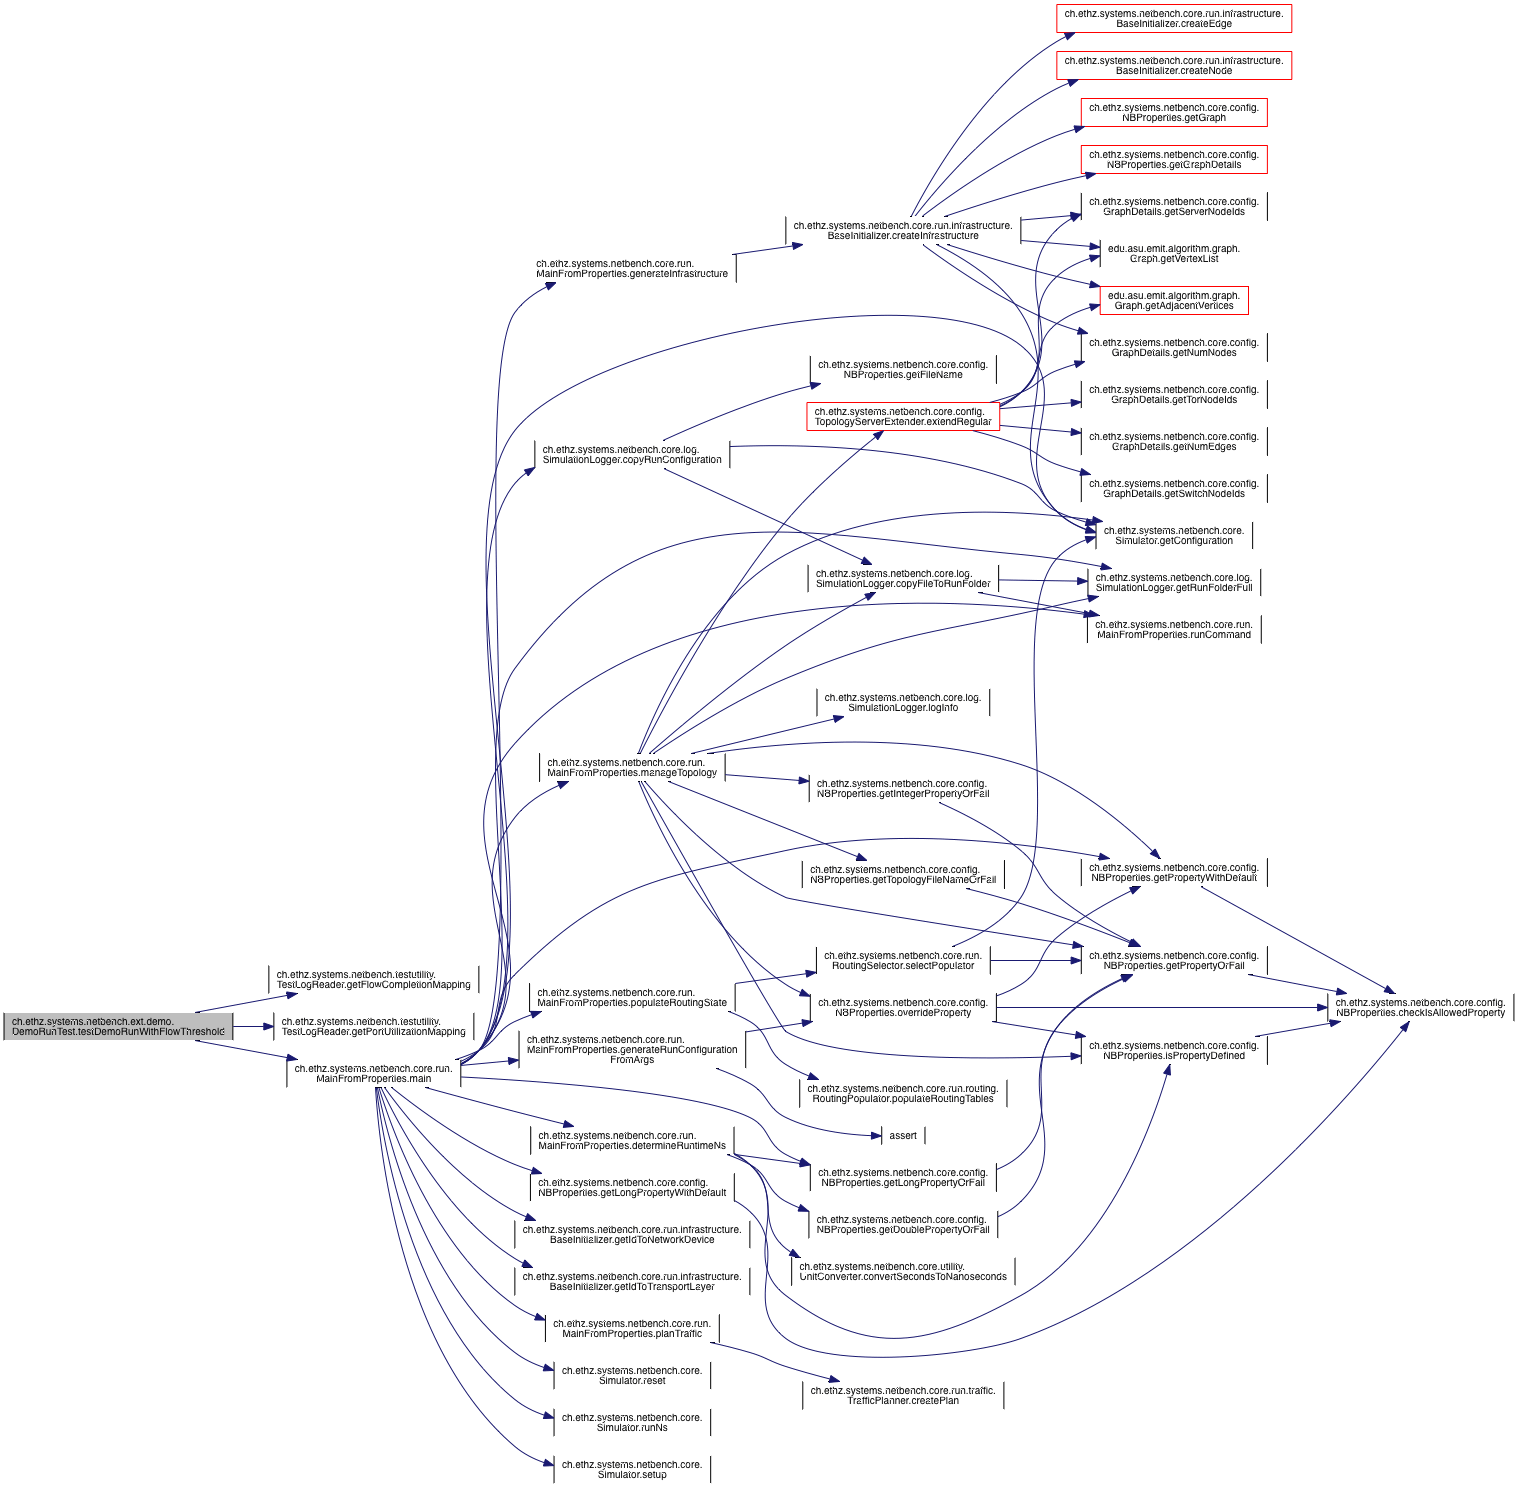 ch.ethz.systems.netbench.core.run.infrastructure.
BaseInitializer.createEdge
ch.ethz.systems.netbench.core.run.infrastructure.
BaseInitializer.createNode
ch.ethz.systems.netbench.core.config.
NBProperties.getGraph
ch.ethz.systems.netbench.core.config.
NBProperties.getGraphDetails
ch.ethz.systems.netbench.core.config.
GraphDetails.getServerNodeIds
ch.ethz.systems.netbench.core.run.infrastructure.
BaseInitializer.createInfrastructure
edu.asu.emit.algorithm.graph.
Graph.getVertexList
ch.ethz.systems.netbench.core.run.
MainFromProperties.generateInfrastructure
edu.asu.emit.algorithm.graph.
Graph.getAdjacentVertices
ch.ethz.systems.netbench.core.config.
GraphDetails.getNumNodes
ch.ethz.systems.netbench.core.config.
NBProperties.getFileName
ch.ethz.systems.netbench.core.config.
GraphDetails.getTorNodeIds
ch.ethz.systems.netbench.core.config.
TopologyServerExtender.extendRegular
ch.ethz.systems.netbench.core.config.
GraphDetails.getNumEdges
ch.ethz.systems.netbench.core.log.
SimulationLogger.copyRunConfiguration
ch.ethz.systems.netbench.core.config.
GraphDetails.getSwitchNodeIds
ch.ethz.systems.netbench.core.
Simulator.getConfiguration
ch.ethz.systems.netbench.core.log.
SimulationLogger.copyFileToRunFolder
ch.ethz.systems.netbench.core.log.
SimulationLogger.getRunFolderFull
ch.ethz.systems.netbench.core.run.
MainFromProperties.runCommand
ch.ethz.systems.netbench.core.log.
SimulationLogger.logInfo
ch.ethz.systems.netbench.core.run.
MainFromProperties.manageTopology
ch.ethz.systems.netbench.core.config.
NBProperties.getIntegerPropertyOrFail
ch.ethz.systems.netbench.core.config.
NBProperties.getTopologyFileNameOrFail
ch.ethz.systems.netbench.core.config.
NBProperties.getPropertyWithDefault
ch.ethz.systems.netbench.core.run.
RoutingSelector.selectPopulator
ch.ethz.systems.netbench.core.config.
NBProperties.getPropertyOrFail
ch.ethz.systems.netbench.testutility.
TestLogReader.getFlowCompletionMapping
ch.ethz.systems.netbench.core.run.
MainFromProperties.populateRoutingState
ch.ethz.systems.netbench.core.config.
NBProperties.overrideProperty
ch.ethz.systems.netbench.core.config.
NBProperties.checkIsAllowedProperty
ch.ethz.systems.netbench.ext.demo.
DemoRunTest.testDemoRunWithFlowThreshold
ch.ethz.systems.netbench.testutility.
TestLogReader.getPortUtilizationMapping
ch.ethz.systems.netbench.core.run.
MainFromProperties.generateRunConfiguration
FromArgs
ch.ethz.systems.netbench.core.config.
NBProperties.isPropertyDefined
ch.ethz.systems.netbench.core.run.
MainFromProperties.main
ch.ethz.systems.netbench.core.run.routing.
RoutingPopulator.populateRoutingTables
ch.ethz.systems.netbench.core.run.
MainFromProperties.determineRuntimeNs
assert
ch.ethz.systems.netbench.core.config.
NBProperties.getLongPropertyOrFail
ch.ethz.systems.netbench.core.config.
NBProperties.getLongPropertyWithDefault
ch.ethz.systems.netbench.core.config.
NBProperties.getDoublePropertyOrFail
ch.ethz.systems.netbench.core.run.infrastructure.
BaseInitializer.getIdToNetworkDevice
ch.ethz.systems.netbench.core.utility.
UnitConverter.convertSecondsToNanoseconds
ch.ethz.systems.netbench.core.run.infrastructure.
BaseInitializer.getIdToTransportLayer
ch.ethz.systems.netbench.core.run.
MainFromProperties.planTraffic
ch.ethz.systems.netbench.core.
Simulator.reset
ch.ethz.systems.netbench.core.run.traffic.
TrafficPlanner.createPlan
ch.ethz.systems.netbench.core.
Simulator.runNs
ch.ethz.systems.netbench.core.
Simulator.setup